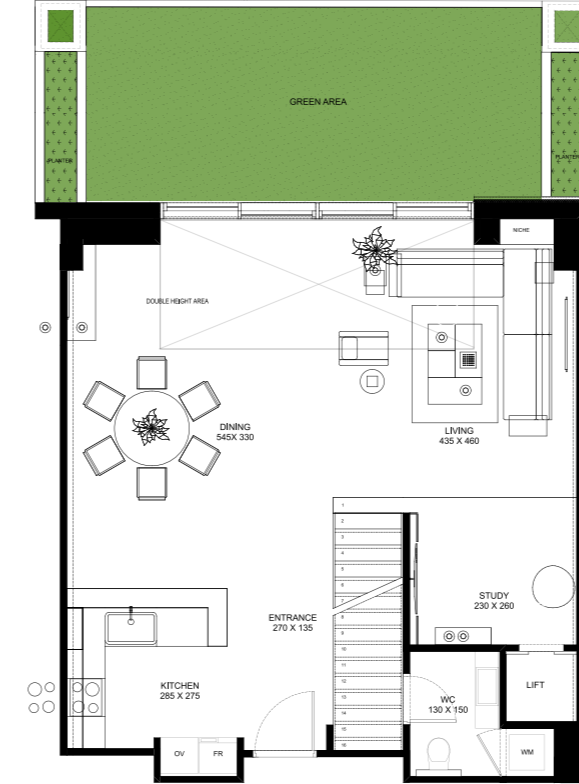 GREEN AREA
PLANTER
PLANTER
NICHE
DOUBLE HEIGHT AREA
DINING
545X 330
LIVING
435 X 460
1
2
3
4
5
6
7
8
9
10
11
12
13
14
15
16
STUDY
230 X 260
ENTRANCE
270 X 135
KITCHEN
285 X 275
WC
130 X 150
LIFT
OV
FR
WM